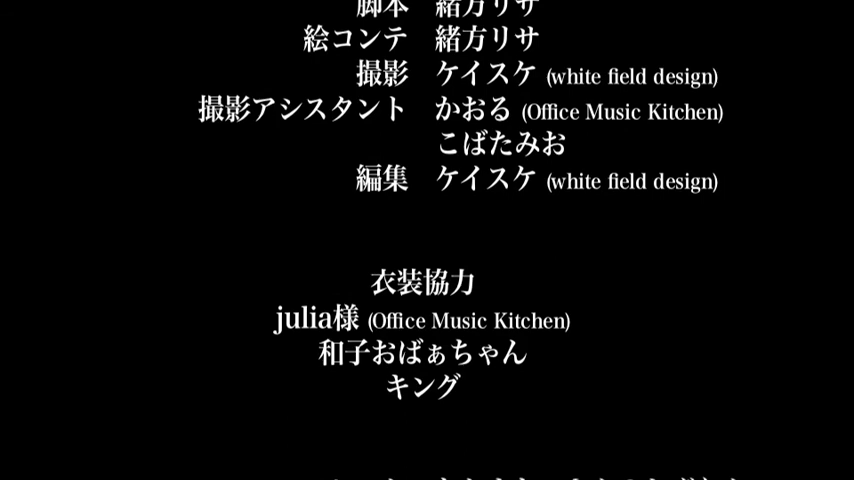 脚本 緒方リサ
絵コンテ 緒方リサ
撮影 ケイスケ (white field design)
撮影アシスタント かおる (Office Music Kitchen)
こばたみお
編集 ケイスケ (white field design)
衣装協力
julia様 (Office Music Kitchen)
和子おばぁちゃん
キング